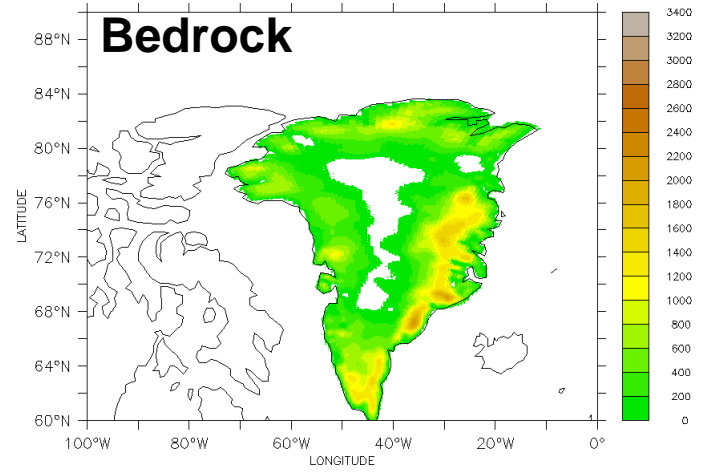 Bedrock
88°N
84°N
80°N
76°N
72°N
68°N
64°N
60°N
LATITUDE
100°W
80°W
60°W
40°W
20°W
0°
LONGITUDE
3400
3200
3000
2800
2600
2400
2200
2000
1800
1600
1400
1200
1000
800
600
400
200
0